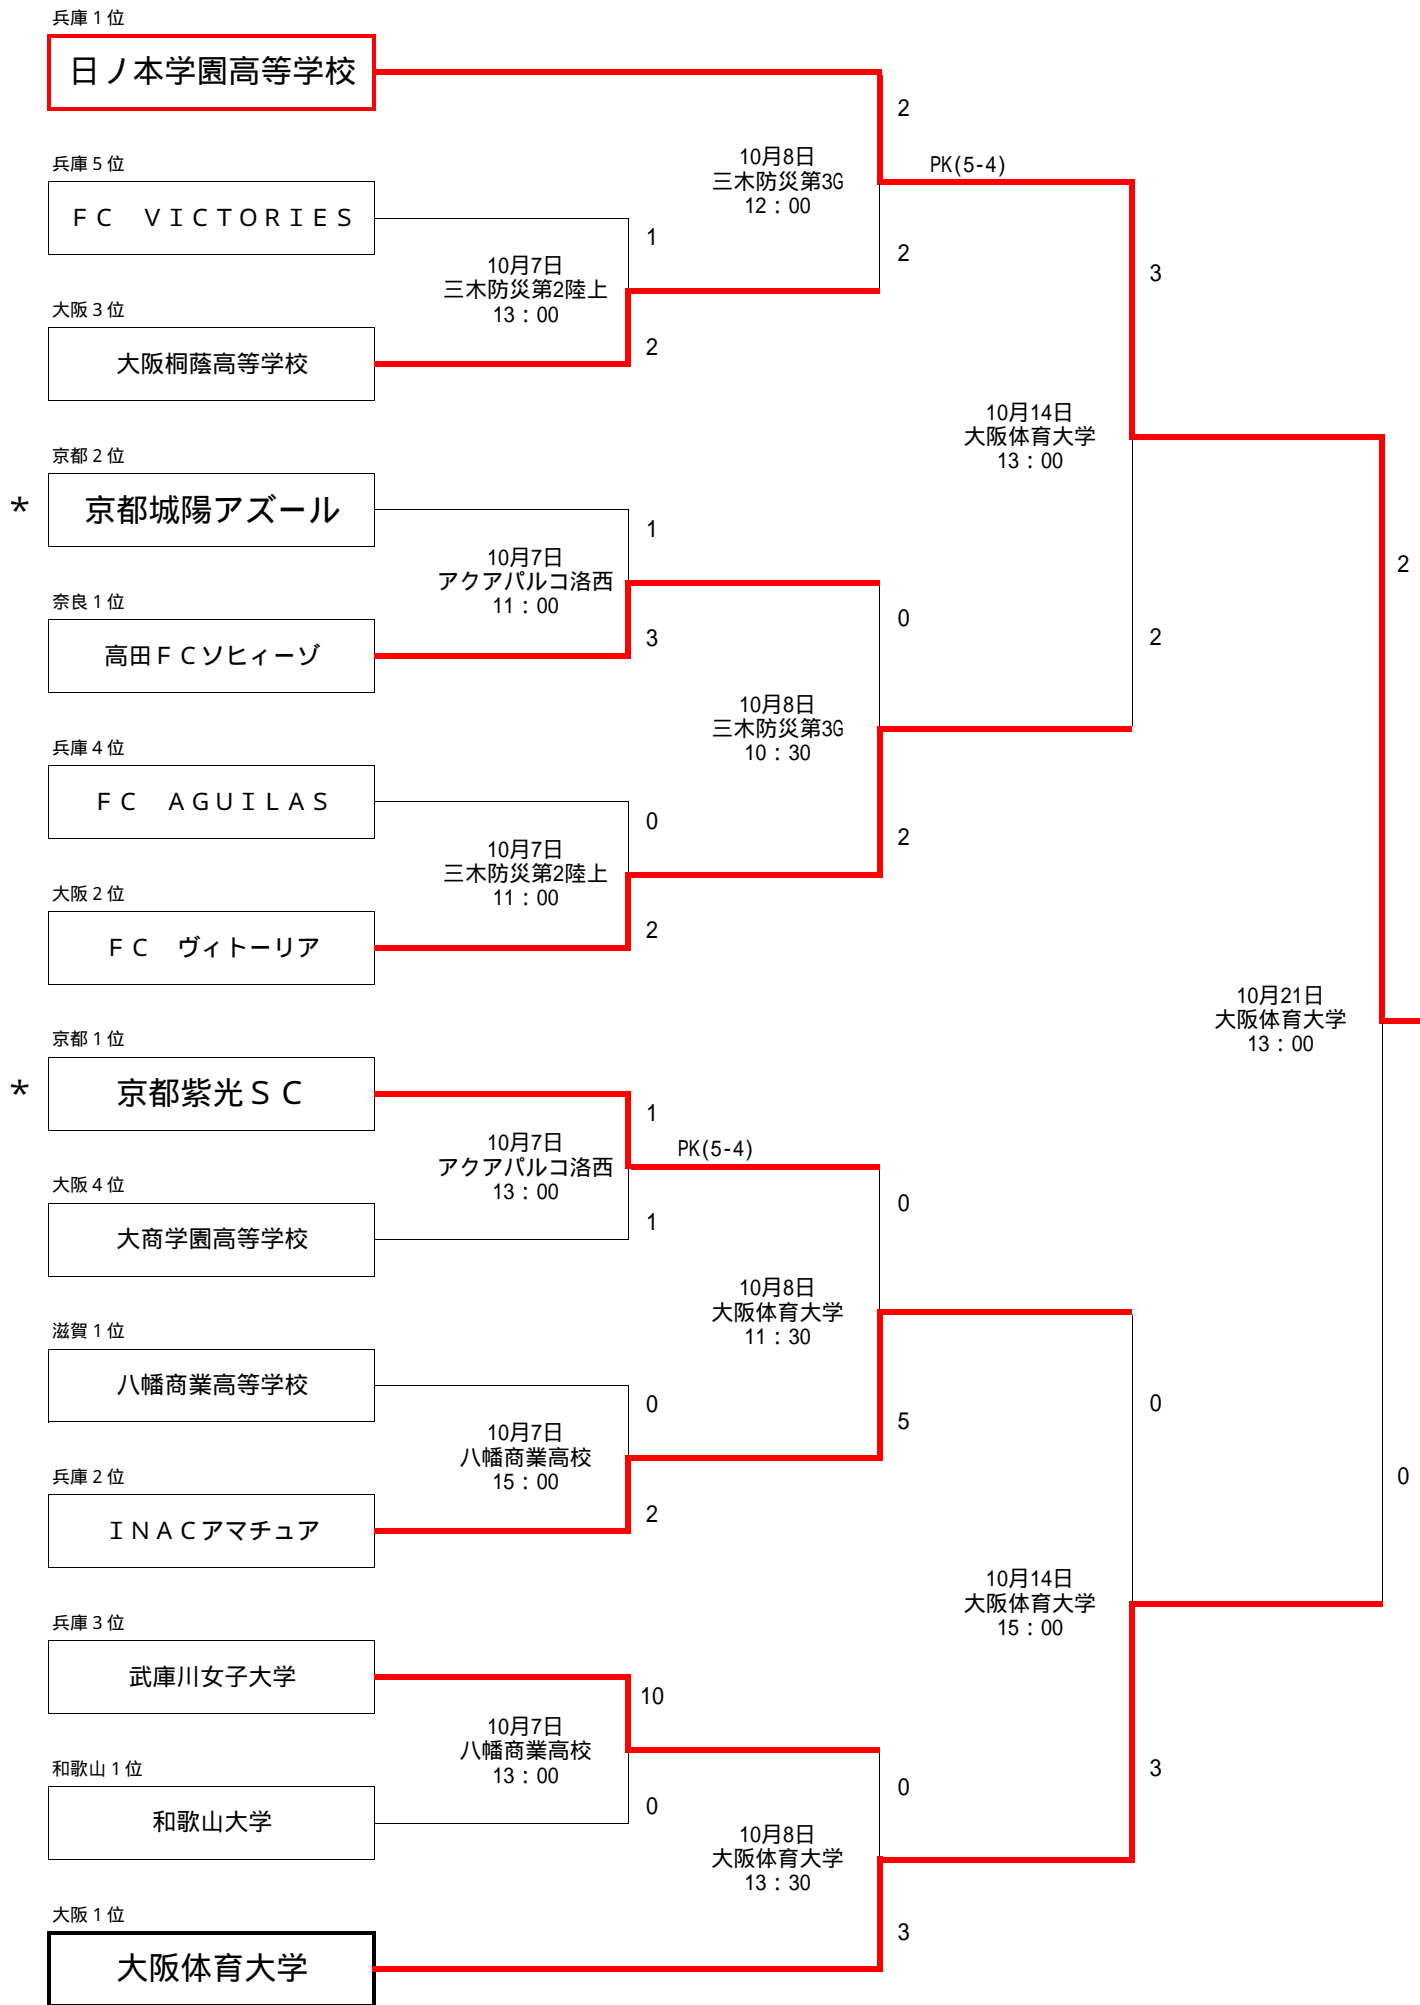 兵庫１位
日ノ本学園高等学校
2
兵庫５位
ＦＣ　ＶＩＣＴＯＲＩＥＳ
10月8日
三木防災第3G
12：00
PK(5-4)
1
2
10月7日
三木防災第2陸上
13：00
3
大阪３位
大阪桐蔭高等学校
2
10月14日
大阪体育大学
13：00
京都２位
*
京都城陽アズール
1
10月7日
アクアパルコ洛西
11：00
2
奈良１位
高田ＦＣソヒィーゾ
3
0
2
10月8日
三木防災第3G
10：30
兵庫４位
ＦＣ　ＡＧＵＩＬＡＳ
0
2
10月7日
三木防災第2陸上
11：00
大阪２位
ＦＣ　ヴィトーリア
2
10月21日
大阪体育大学
13：00
京都１位
*
京都紫光ＳＣ
1
10月7日
アクアパルコ洛西
13：00
PK(5-4)
大阪４位
大商学園高等学校
1
0
10月8日
大阪体育大学
11：30
滋賀１位
八幡商業高等学校
0
5
0
10月7日
八幡商業高校
15：00
兵庫２位
ＩＮＡＣアマチュア
2
0
10月14日
大阪体育大学
15：00
兵庫３位
武庫川女子大学
10
10月7日
八幡商業高校
13：00
和歌山１位
和歌山大学
0
0
3
10月8日
大阪体育大学
13：30
大阪１位
大阪体育大学
3